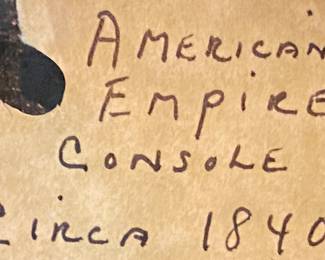 AMERICAN
EMPIRE
CONSOLE
CIRCA 1840